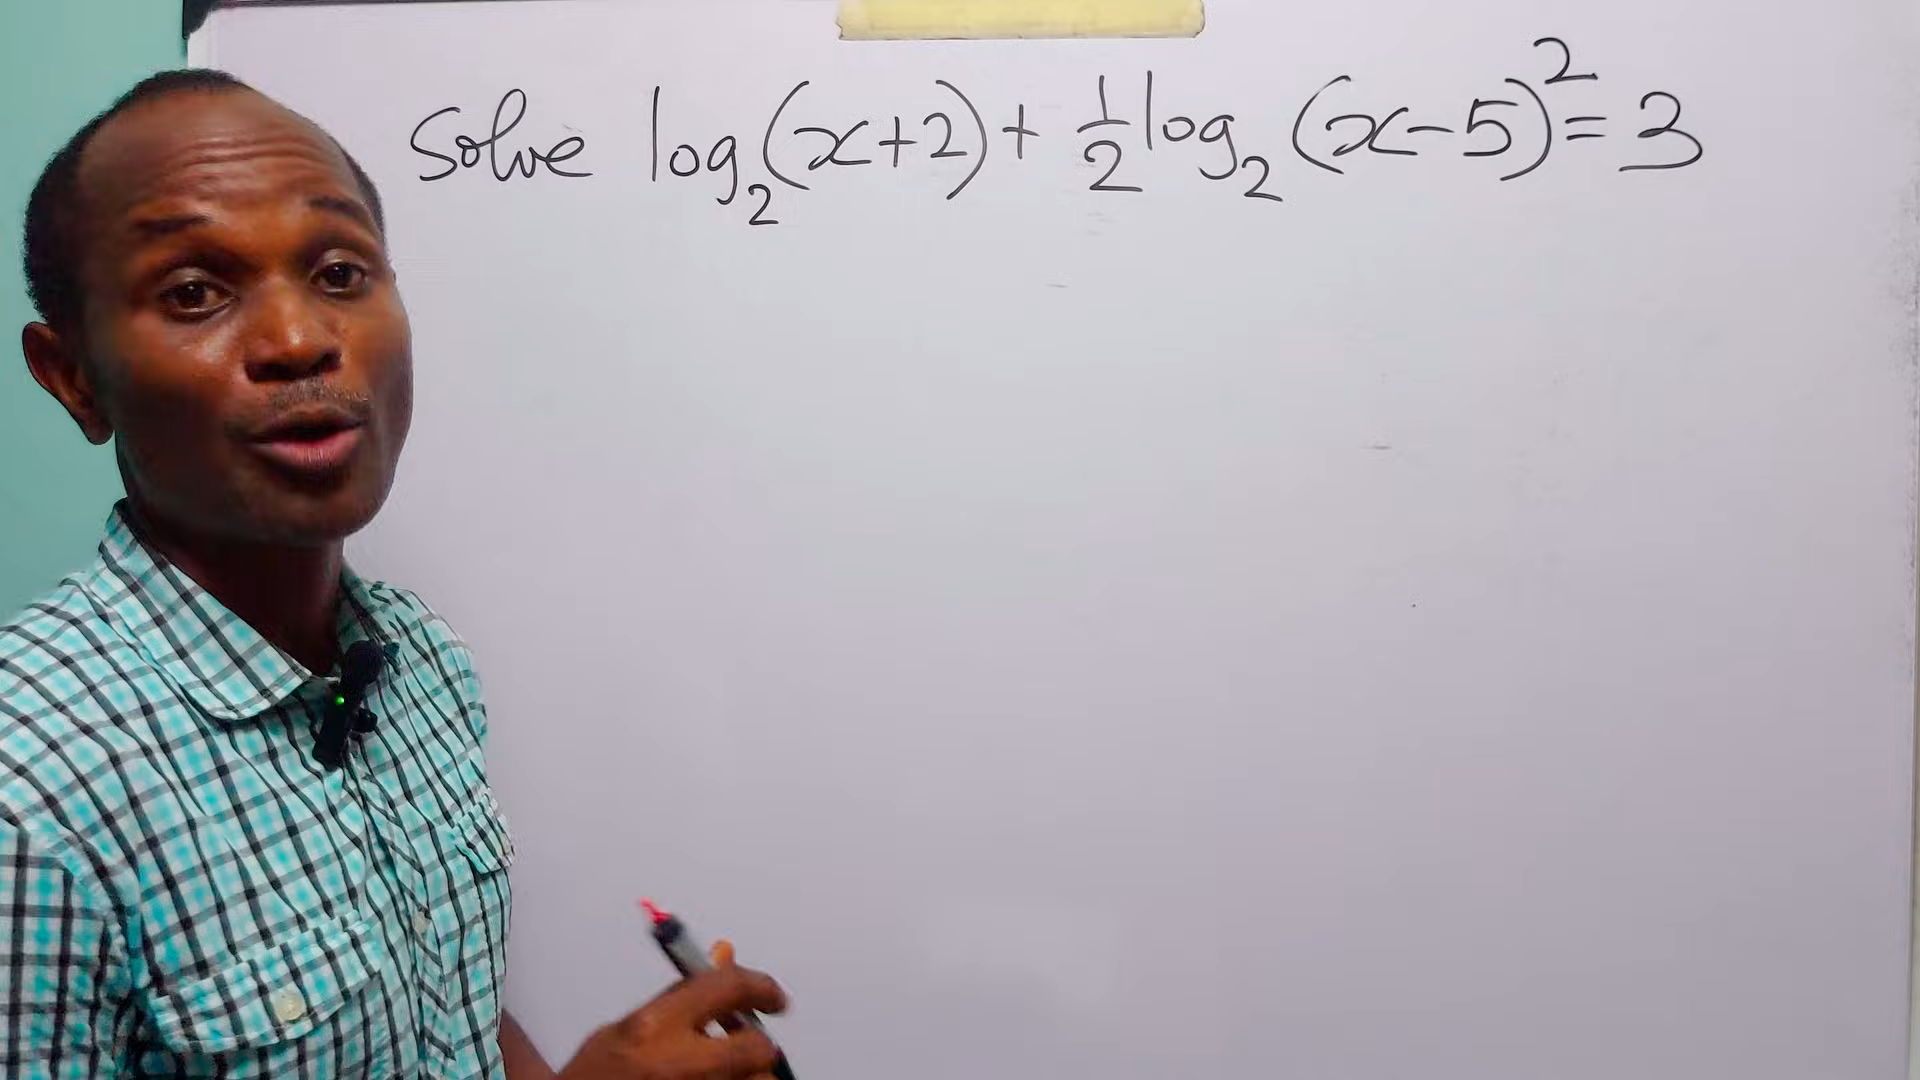 Solve log₂(x+2) + ½ log₂(x-5)² = 3